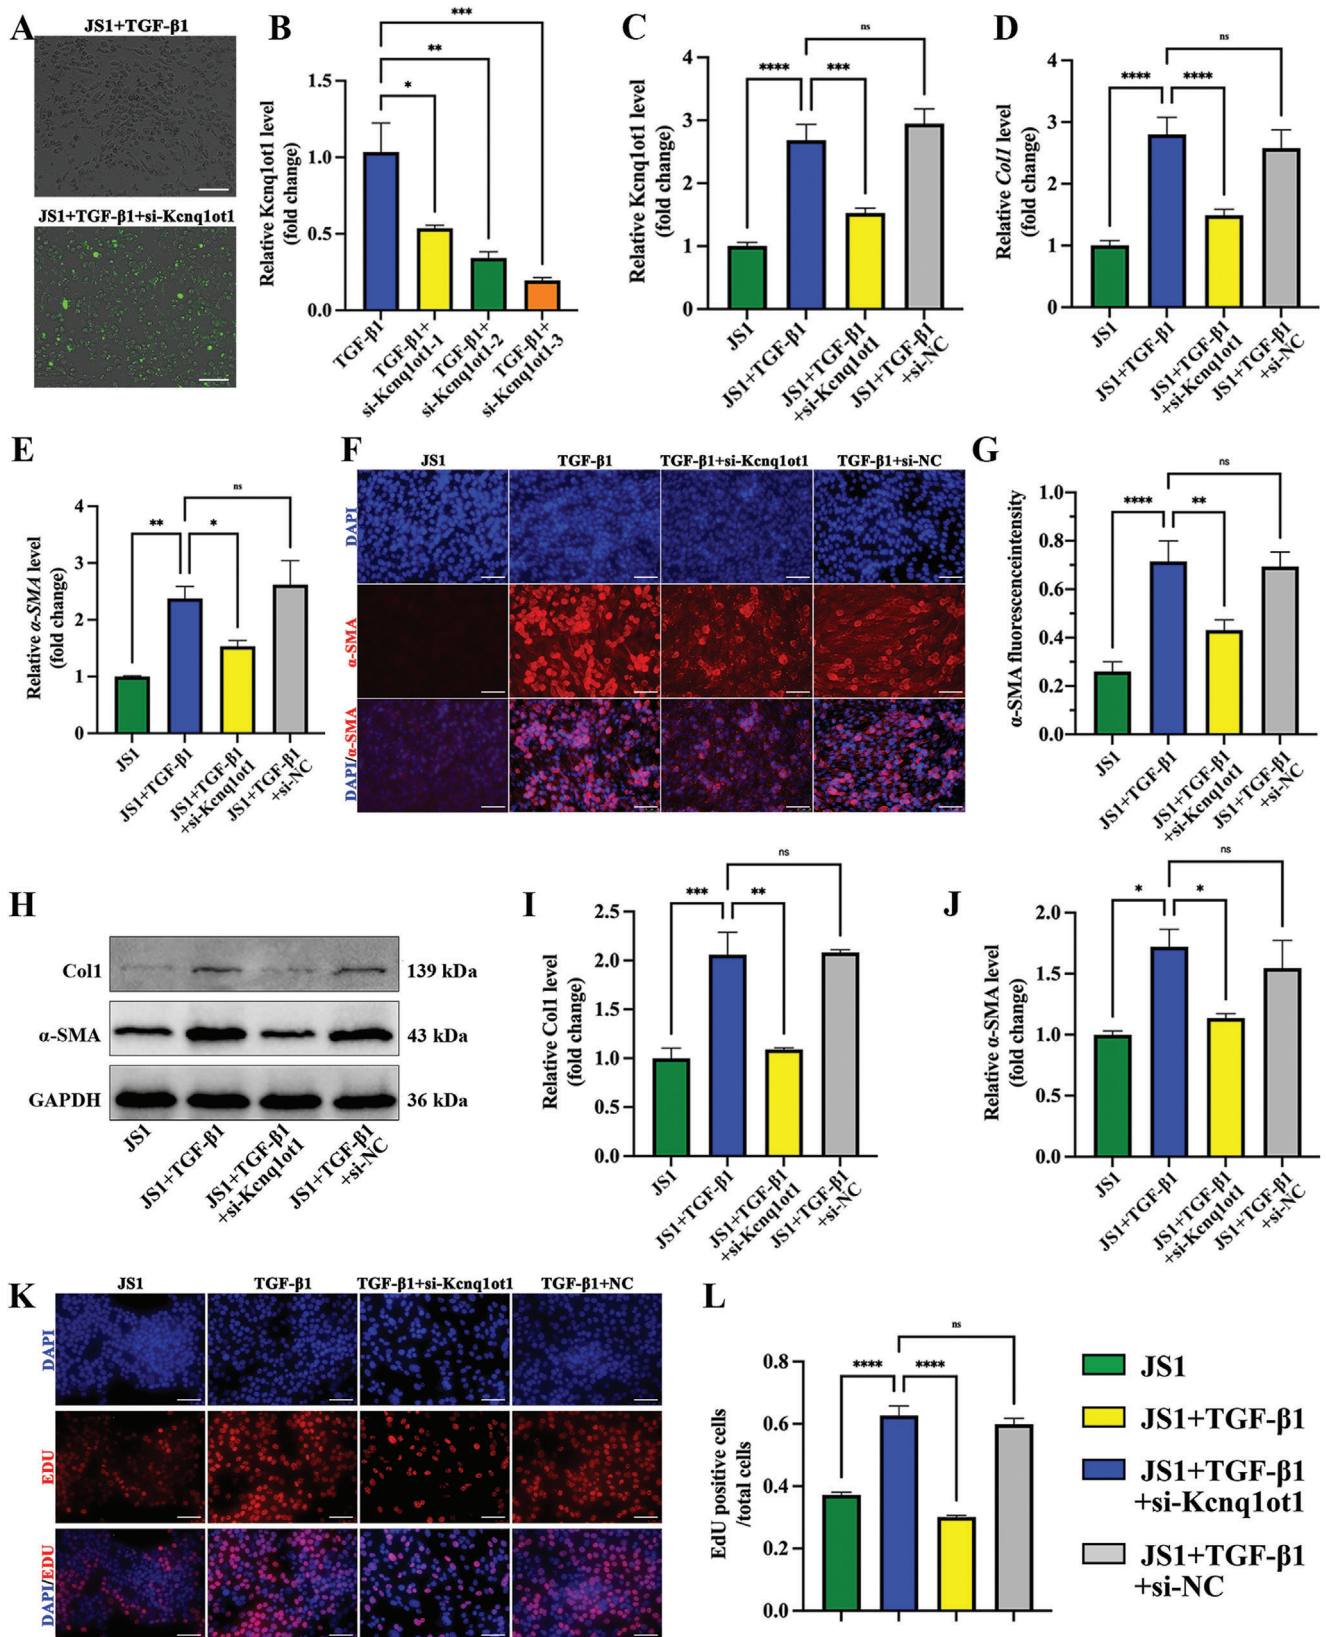 A
JS1+TGF-β1
JS1+TGF-β1+si-Kcnq1ot1
B
Relative Kcnq1ot1 level
(fold change)
1.5
1.0
0.5
0.0
***
**
*
TGF-β1
TGF-β1+
si-Kcnq1ot1-1
TGF-β1+
si-Kcnq1ot1-2
TGF-β1+
si-Kcnq1ot1-3
C
Relative Kcnq1ot1 level
(fold change)
4
3
2
1
0
ns
****
***
JS1
JS1+TGF-β1
JS1+TGF-β1
+si-Kcnq1ot1
JS1+TGF-β1
+si-NC
D
Relative Col1 level
(fold change)
4
3
2
1
0
ns
****
****
JS1
JS1+TGF-β1
JS1+TGF-β1
+si-Kcnq1ot1
JS1+TGF-β1
+si-NC
E
Relative α-SMA level
(fold change)
4
3
2
1
0
ns
**
*
JS1
JS1+TGF-β1
JS1+TGF-β1
+si-Kcnq1ot1
JS1+TGF-β1
+si-NC
F
JS1
TGF-β1
TGF-β1+si-Kcnq1ot1
TGF-β1+si-NC
DAPI
α-SMA
DAPI/α-SMA
G
α-SMA fluorescenceintensity
1.0
0.8
0.6
0.4
0.2
0.0
ns
****
**
JS1
JS1+TGF-β1
JS1+TGF-β1
+si-Kcnq1ot1
JS1+TGF-β1
+si-NC
H
Col1
139 kDa
α-SMA
43 kDa
GAPDH
36 kDa
JS1
JS1+TGF-β1
JS1+TGF-β1
+si-Kcnq1ot1
JS1+TGF-β1
+si-NC
I
Relative Col1 level
(fold change)
2.5
2.0
1.5
1.0
0.5
0.0
ns
***
**
JS1
JS1+TGF-β1
JS1+TGF-β1
+si-Kcnq1ot1
JS1+TGF-β1
+si-NC
J
Relative α-SMA level
(fold change)
2.0
1.5
1.0
0.5
0.0
ns
*
*
JS1
JS1+TGF-β1
JS1+TGF-β1
+si-Kcnq1ot1
JS1+TGF-β1
+si-NC
K
JS1
TGF-β1
TGF-β1+si-Kcnq1ot1
TGF-β1+NC
DAPI
EDU
DAPI/EDU
L
EdU positive cells
/total cells
0.8
0.6
0.4
0.2
0.0
ns
****
****
JS1
JS1+TGF-β1
JS1+TGF-β1
+si-Kcnq1ot1
JS1+TGF-β1
+si-NC